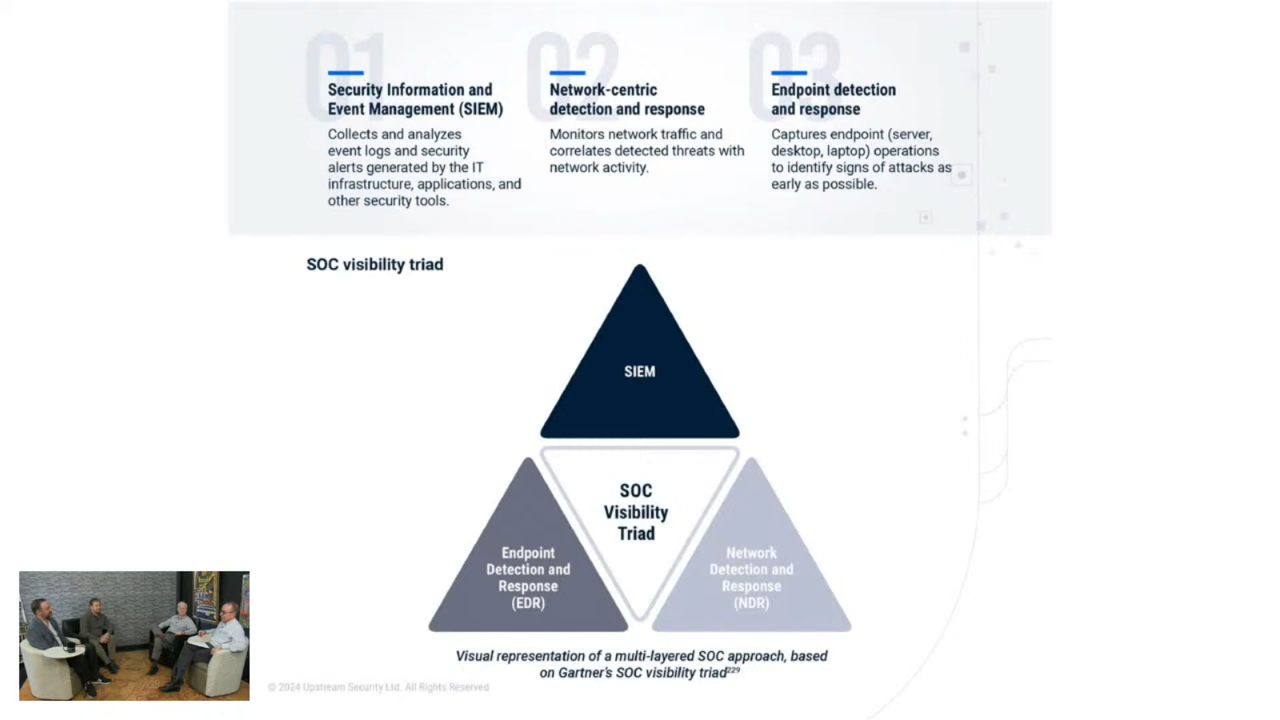 01
02
03
Security Information and
Event Management (SIEM)
Collects and analyzes
event logs and security
alerts generated by the IT
infrastructure, applications, and
other security tools.
Network-centric
detection and response
Monitors network traffic and
correlates detected threats with
network activity.
Endpoint detection
and response
Captures endpoint (server,
desktop, laptop) operations
to identify signs of attacks as
early as possible.
SOC visibility triad
SIEM
SOC
Visibility
Triad
Endpoint
Detection and
Response
(EDR)
Network
Detection and
Response
(NDR)
Visual representation of a multi-layered SOC approach, based
on Gartner's SOC visibility triad²²⁹
© 2024 Upstream Security Ltd. All Rights Reserved